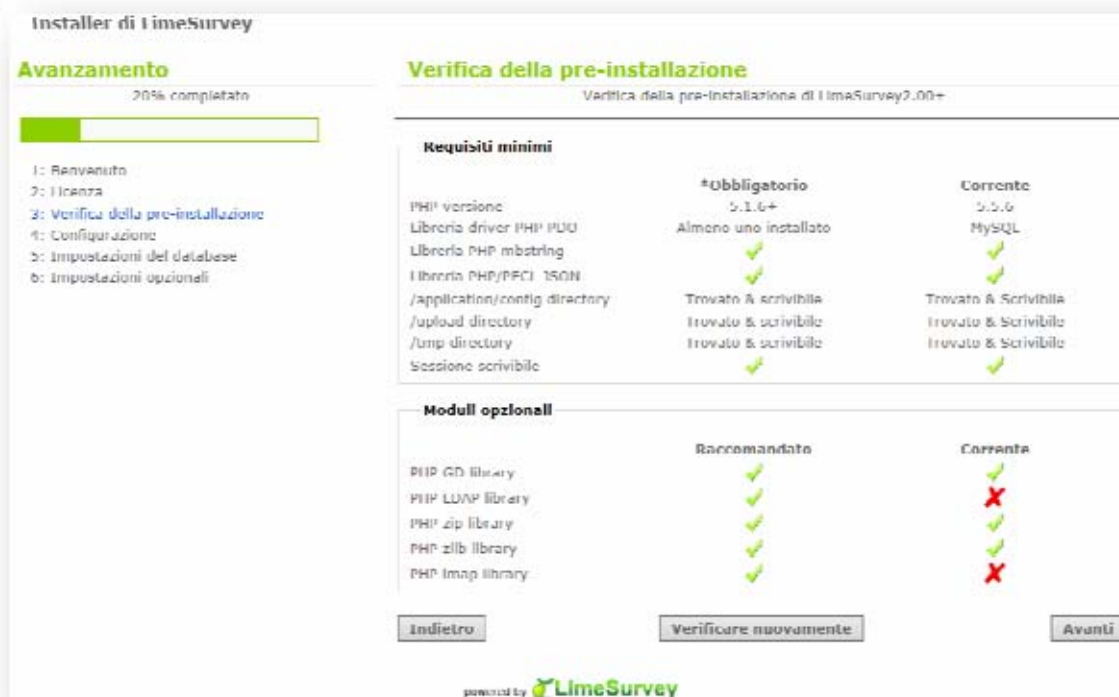 Installer di LimeSurvey
Avanzamento
20% completato
1: Benvenuto
2: Licenza
3: Verifica della pre-installazione
4: Configurazione
5: Impostazioni del database
6: Impostazioni opzionali
Verifica della pre-installazione
Verifica della pre-installazione di LimeSurvey2.00+
Requisiti minimi
*Obbligatorio Corrente
PHP versione 5.1.6+ 5.5.6
Libreria driver PHP PDO Almeno uno installato MySQL
Libreria PHP mbstring
Libreria PHP/PECL JSON
/application/config directory Trovato & scrivibile Trovato & Scrivibile
/upload directory Trovato & scrivibile Trovato & Scrivibile
/tmp directory Trovato & scrivibile Trovato & Scrivibile
Sessione scrivibile
Moduli opzionali
Raccomandato Corrente
PHP GD library
PHP LDAP library
PHP zip library
PHP zlib library
PHP imap library
Indietro Verificare nuovamente Avanti
powered by LimeSurvey